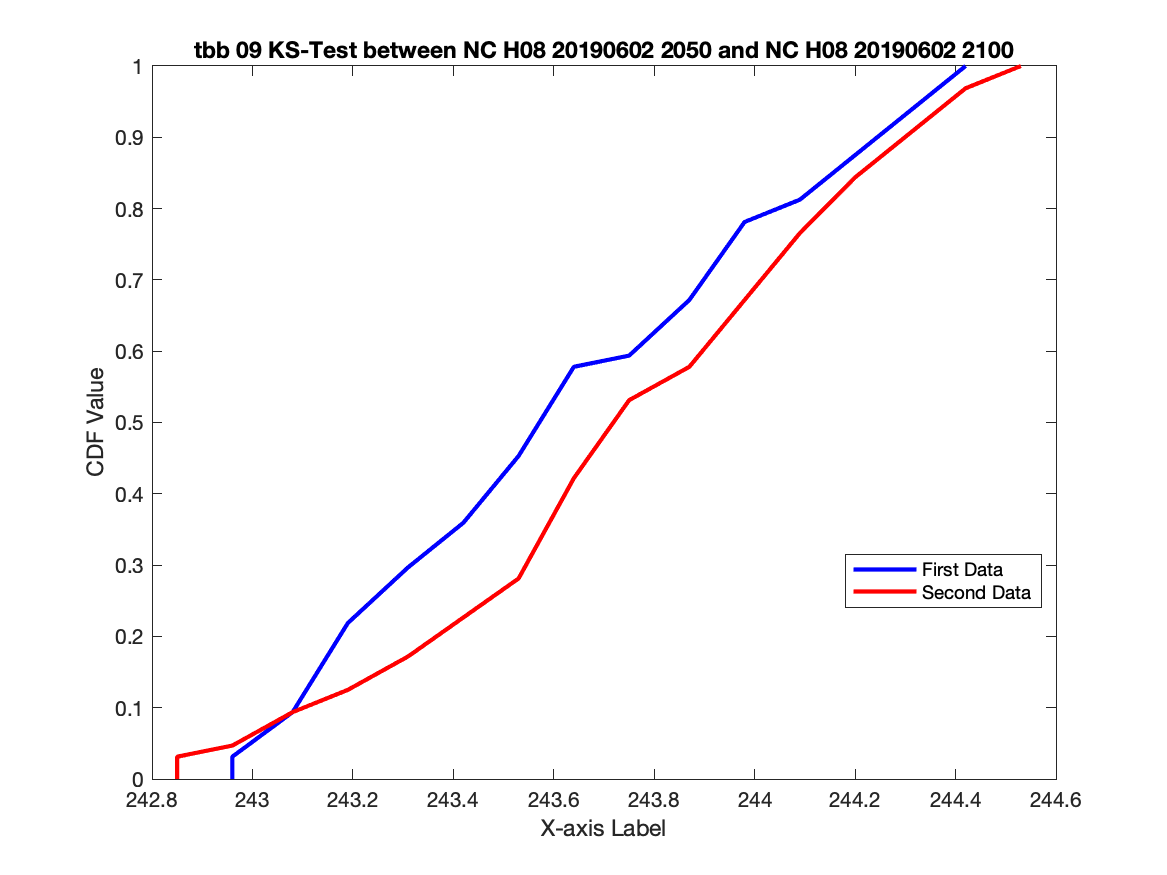 tbb 09 KS-Test between NC H08 20190602 2050 and NC H08 20190602 2100
1
0.9
0.8
0.7
0.6
0.5
0.4
0.3
0.2
0.1
0
CDF Value
First Data
Second Data
242.8 243 243.2 243.4 243.6 243.8 244 244.2 244.4 244.6
X-axis Label